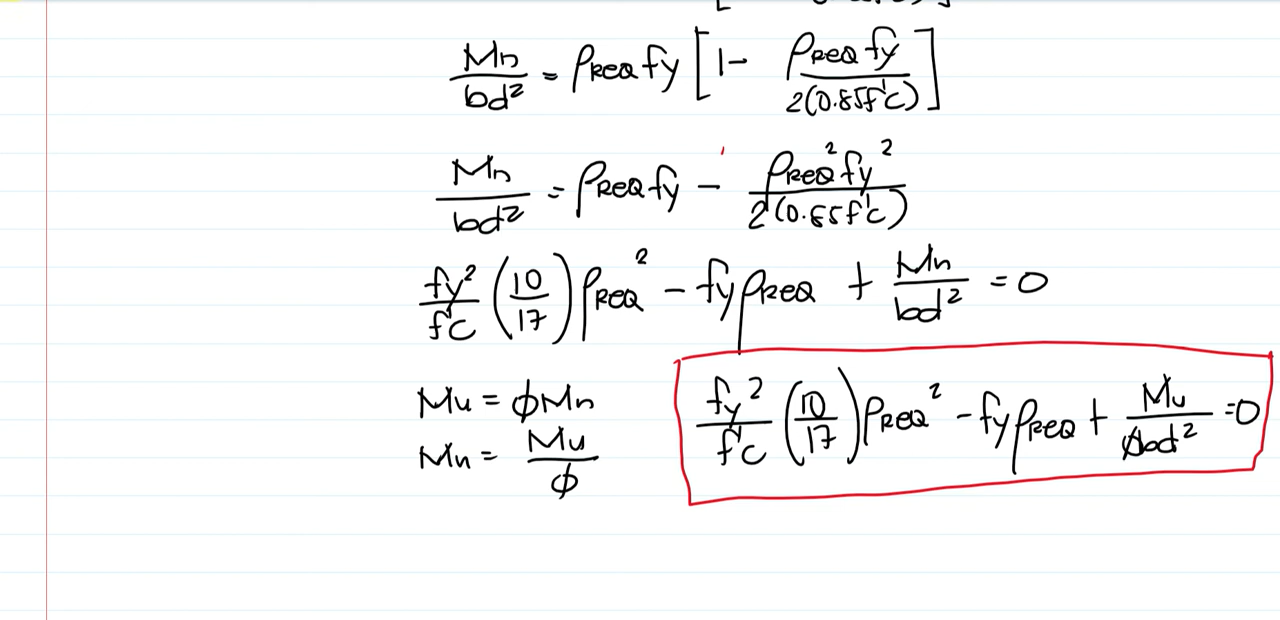 Mn/bd² = ρREQ fy [1 - ρREQ fy / 2(0.85f'c)]
Mn/bd² = ρREQ fy - ρREQ² fy² / 2(0.85f'c)
fy²/f'c (10/17) ρREQ² - fy ρREQ + Mn/bd² = 0
Mu = ϕMn
Mn = Mu/ϕ
fy²/f'c (10/17) ρREQ² - fy ρREQ + Mu/ϕbd² = 0